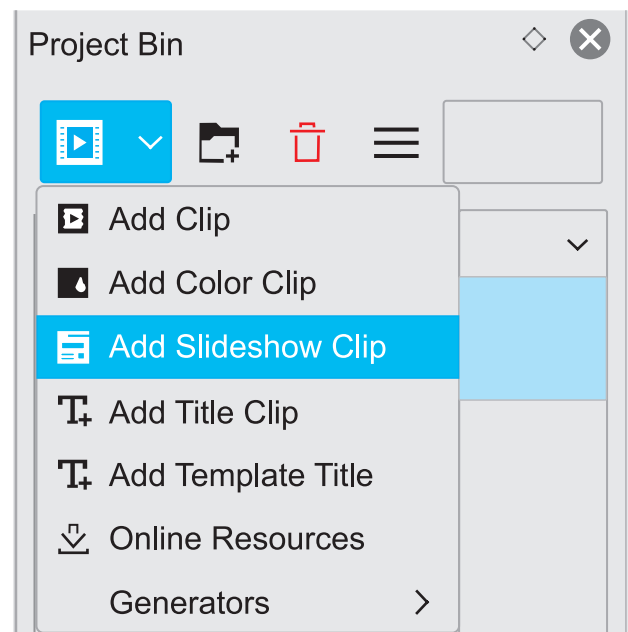 Project Bin
Add Clip
Add Color Clip
Add Slideshow Clip
Add Title Clip
Add Template Title
Online Resources
Generators